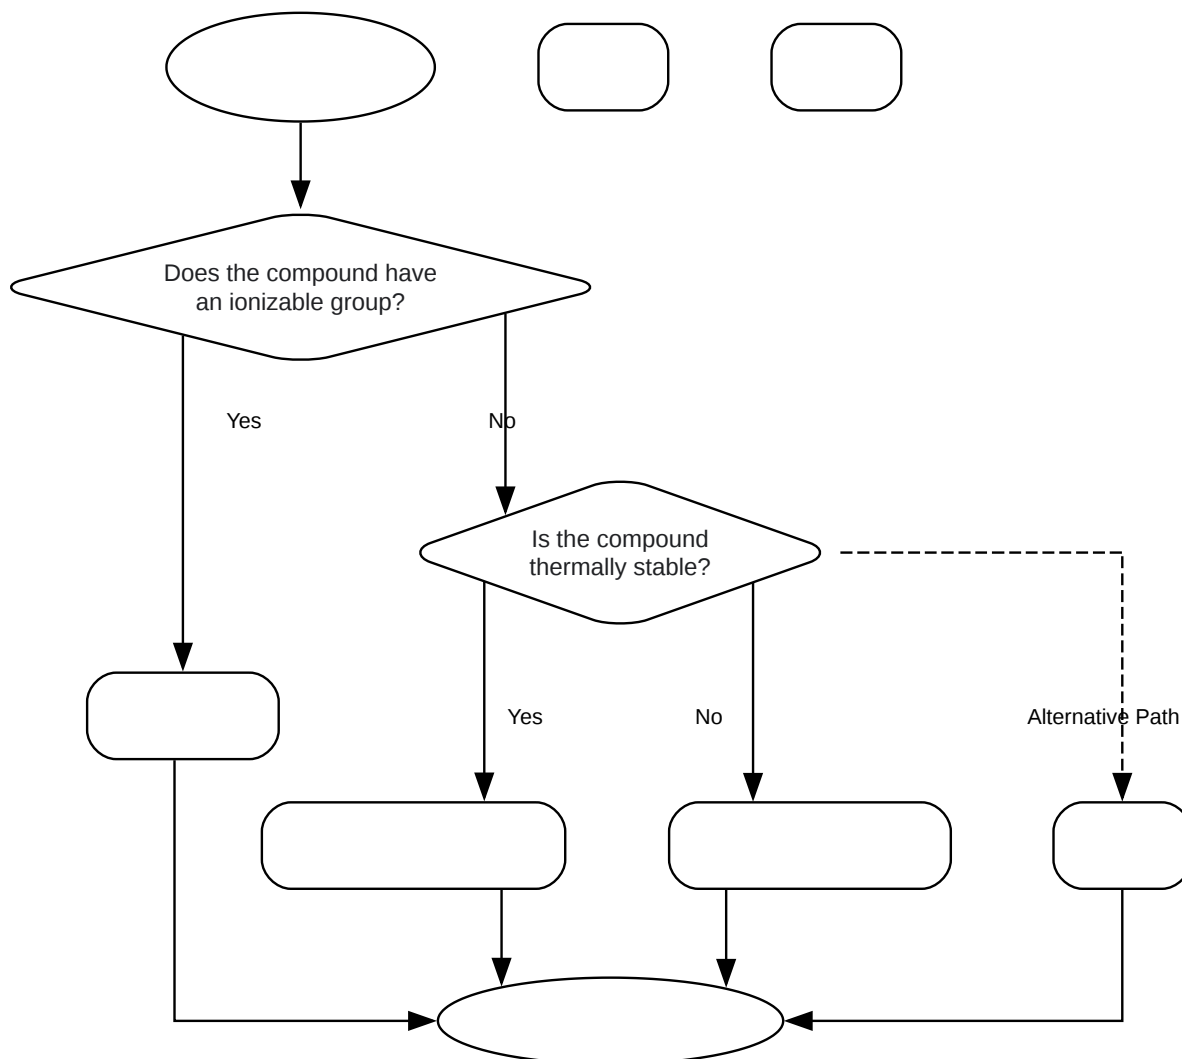 Does the compound have
an ionizable group?
Yes
No
Is the compound
thermally stable?
Yes
No
Alternative Path